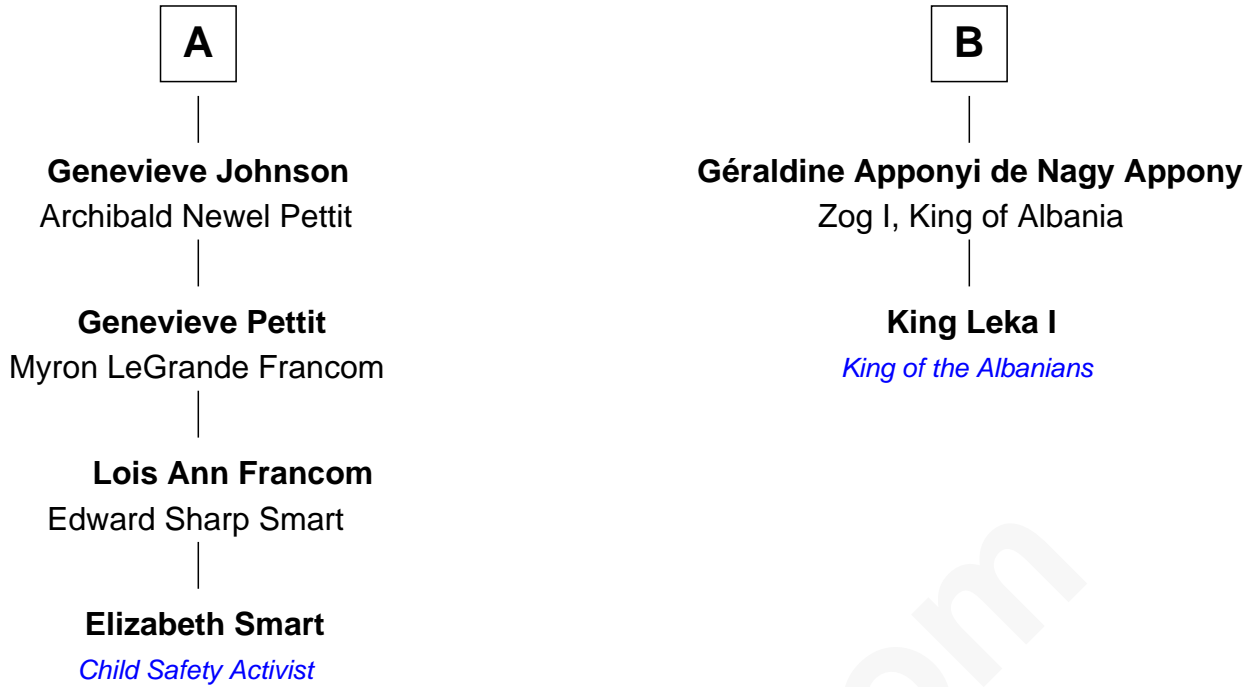 A
Genevieve Johnson
Archibald Newel Pettit
Genevieve Pettit
Myron LeGrande Francom
Lois Ann Francom
Edward Sharp Smart
Elizabeth Smart
Child Safety Activist
B
Géraldine Apponyi de Nagy Appony
Zog I, King of Albania
King Leka I
King of the Albanians
om